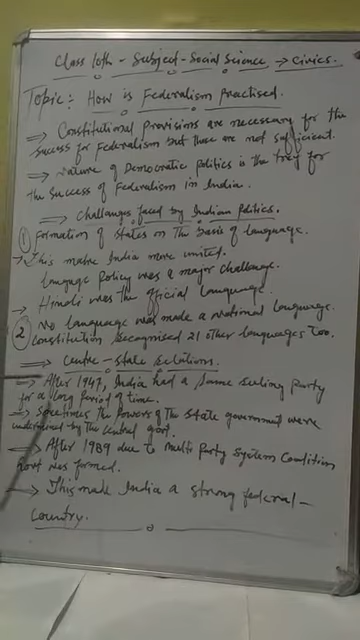 Class 10th - Subject - Social Science → Civics.
Topic:- How is Federalism Practised.
⇒ Constitutional Provisions are necessary for the
success for Federalism but these are not sufficient.
→ Nature of Democratic Politics is the key for
the success of Federalism in India.
⇒ Challanges faced by Indian Politics.
① Formation of States on the basis of Language.
→ This make India more united.
Language Policy was a major challenge.
→ Hindi was the official Language.
No language was made a National Language.
② Constitution Recognised 21 other Languages too.
⇒ Centre - State Relations.
⇒ After 1947, India had a Same ruling Party
for a long Period of time.
⇒ Sometimes the Powers of the State government were
undermined by the Central govt.
⇒ After 1989 due to multi Party System Coalition
Govt was formed.
⇒ This made India a strong federal -
Country.